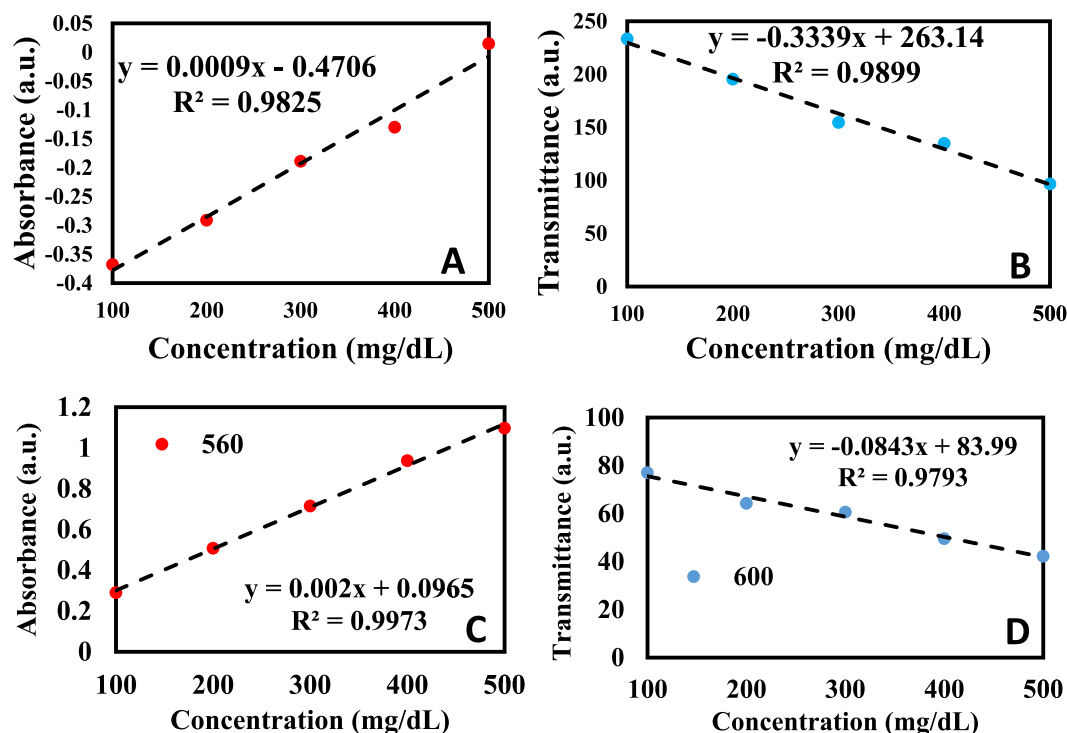 0.05
0
-0.05
-0.1
-0.15
-0.2
-0.25
-0.3
-0.35
-0.4
Absorbance (a.u.)
y = 0.0009x - 0.4706
R² = 0.9825
A
100 200 300 400 500
Concentration (mg/dL)
250
200
150
100
50
0
Transmittance (a.u.)
y = -0.3339x + 263.14
R² = 0.9899
B
100 200 300 400 500
Concentration (mg/dL)
1.2
1
0.8
0.6
0.4
0.2
0
Absorbance (a.u.)
560
y = 0.002x + 0.0965
R² = 0.9973
C
100 200 300 400 500
Concentration (mg/dL)
100
80
60
40
20
0
Transmittance (a.u.)
y = -0.0843x + 83.99
R² = 0.9793
600
D
100 200 300 400 500
Concentration (mg/dL)